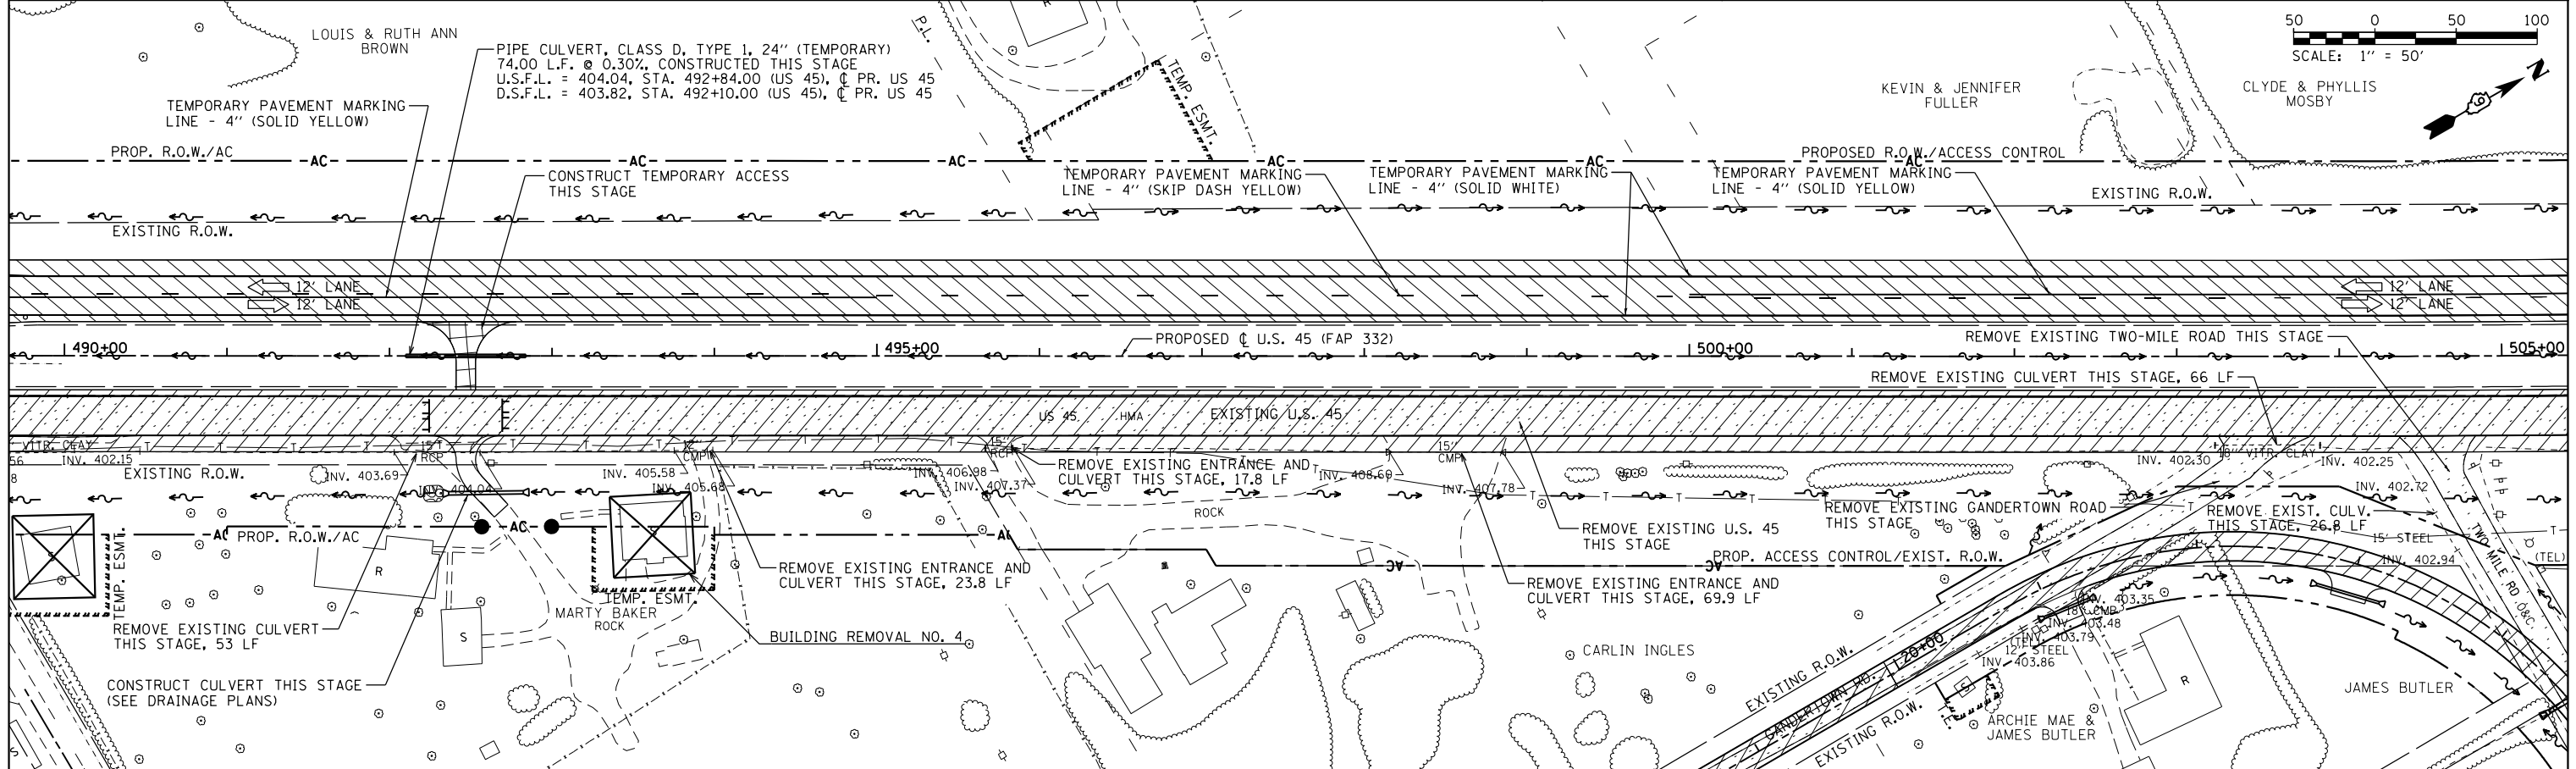 LOUIS & RUTH ANN
BROWN
PIPE CULVERT, CLASS D, TYPE 1, 24'' (TEMPORARY)
74.00 L.F. @ 0.30%, CONSTRUCTED THIS STAGE
U.S.F.L. = 404.04, STA. 492+84.00 (US 45), ℄ PR. US 45
D.S.F.L. = 403.82, STA. 492+10.00 (US 45), ℄ PR. US 45
TEMPORARY PAVEMENT MARKING
LINE - 4'' (SOLID YELLOW)
P.L.
R
TEMP. ESMT.
KEVIN & JENNIFER
FULLER
CLYDE & PHYLLIS
MOSBY
50 0 50 100
SCALE: 1'' = 50'
N
PROP. R.O.W./AC
AC
AC
AC
AC
AC
AC
PROPOSED R.O.W./ACCESS CONTROL
CONSTRUCT TEMPORARY ACCESS
THIS STAGE
TEMPORARY PAVEMENT MARKING
LINE - 4'' (SKIP DASH YELLOW)
TEMPORARY PAVEMENT MARKING
LINE - 4'' (SOLID WHITE)
TEMPORARY PAVEMENT MARKING
LINE - 4'' (SOLID YELLOW)
EXISTING R.O.W.
EXISTING R.O.W.
12' LANE
12' LANE
12' LANE
12' LANE
490+00
495+00
500+00
505+00
PROPOSED ℄ U.S. 45 (FAP 332)
REMOVE EXISTING TWO-MILE ROAD THIS STAGE
REMOVE EXISTING CULVERT THIS STAGE, 66 LF
US 45
HMA
EXISTING U.S. 45
VITR. CLAY
56
8
INV. 402.15
EXISTING R.O.W.
INV. 403.69
15''
RCP
INV. 404.04
INV. 405.58
CMP
INV. 405.68
15''
RCP
INV. 406.98
INV. 407.37
REMOVE EXISTING ENTRANCE AND
CULVERT THIS STAGE, 17.8 LF
INV. 408.60
15''
CMP
INV. 407.78
18'' VITR. CLAY
INV. 402.30
INV. 402.25
INV. 402.72
ROCK
REMOVE EXISTING U.S. 45
THIS STAGE
REMOVE EXISTING GANDERTOWN ROAD
THIS STAGE
REMOVE EXIST. CULV.
THIS STAGE, 26.8 LF
15' STEEL
INV. 402.94
(TEL)
TWO MILE RD. O&C
AC
PROP. R.O.W./AC
AC
AC
AC
AC
PROP. ACCESS CONTROL/EXIST. R.O.W.
S
TEMP. ESMT.
R
S
REMOVE EXISTING ENTRANCE AND
CULVERT THIS STAGE, 23.8 LF
REMOVE EXISTING ENTRANCE AND
CULVERT THIS STAGE, 69.9 LF
TEMP. ESMT.
MARTY BAKER
ROCK
REMOVE EXISTING CULVERT
THIS STAGE, 53 LF
BUILDING REMOVAL NO. 4
CONSTRUCT CULVERT THIS STAGE
(SEE DRAINAGE PLANS)
CARLIN INGLES
INV. 403.35
18'' CMP
INV. 403.48
INV. 403.79
12' STEEL
INV. 403.86
EXISTING R.O.W.
GANDERTOWN RD.
120+00
EXISTING R.O.W.
S
T.E.
ARCHIE MAE &
JAMES BUTLER
R
JAMES BUTLER
S